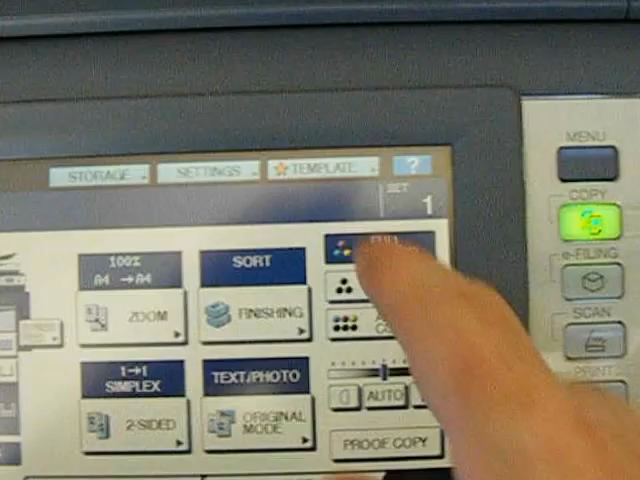 STORAGE
SETTINGS
TEMPLATE
?
SET
1
MENU
COPY
e-FILING
SCAN
PRINT
100%
A4 → A4
ZOOM
SORT
FINISHING
FULL
1→1
SIMPLEX
2-SIDED
TEXT/PHOTO
ORIGINAL
MODE
AUTO
PROOF COPY